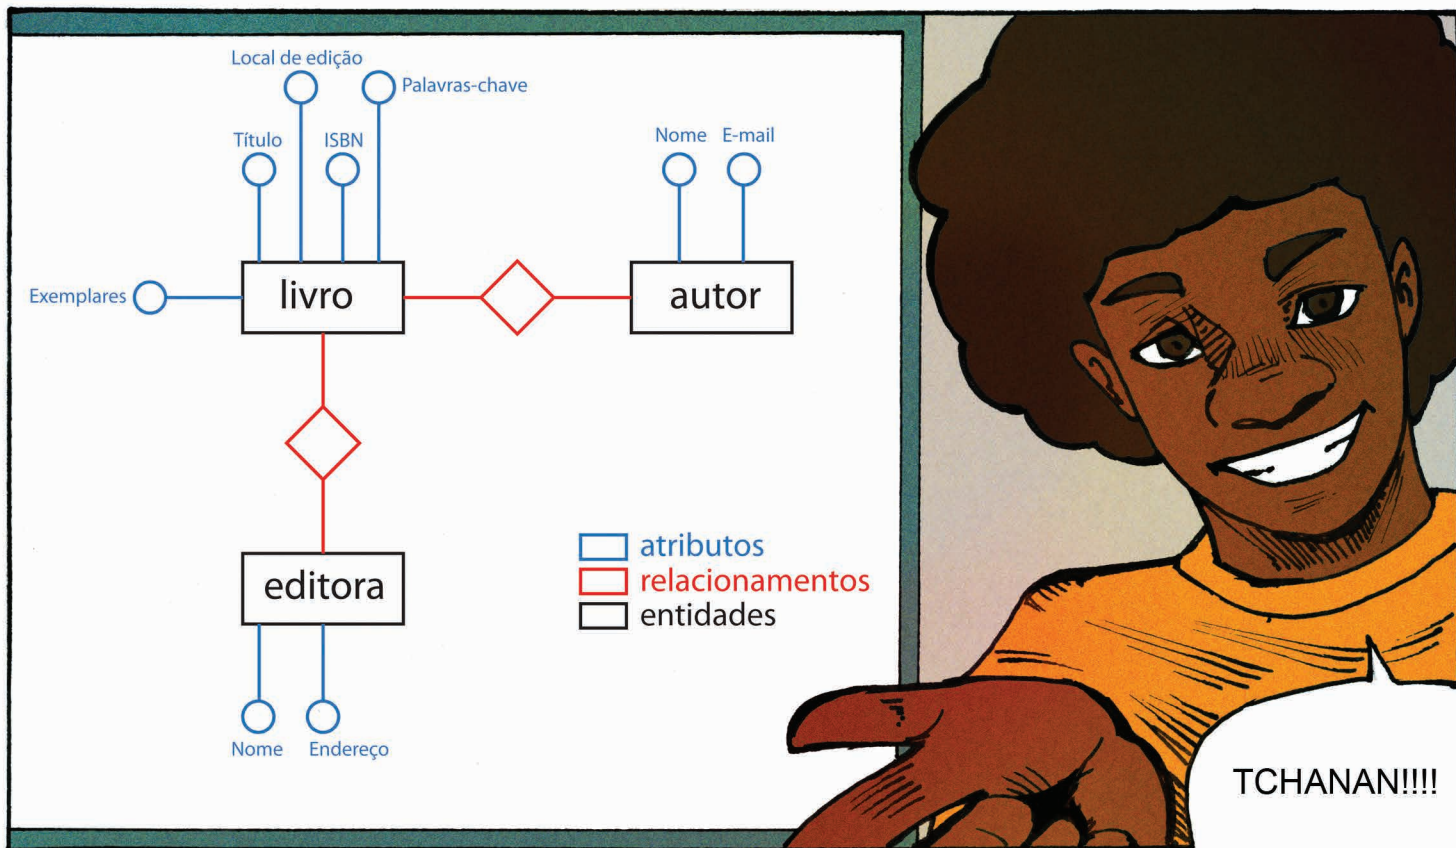 Local de edição
Palavras-chave
Título
ISBN
Nome
E-mail
Exemplares
livro
autor
editora
atributos
relacionamentos
entidades
Nome
Endereço
TCHANAN!!!!